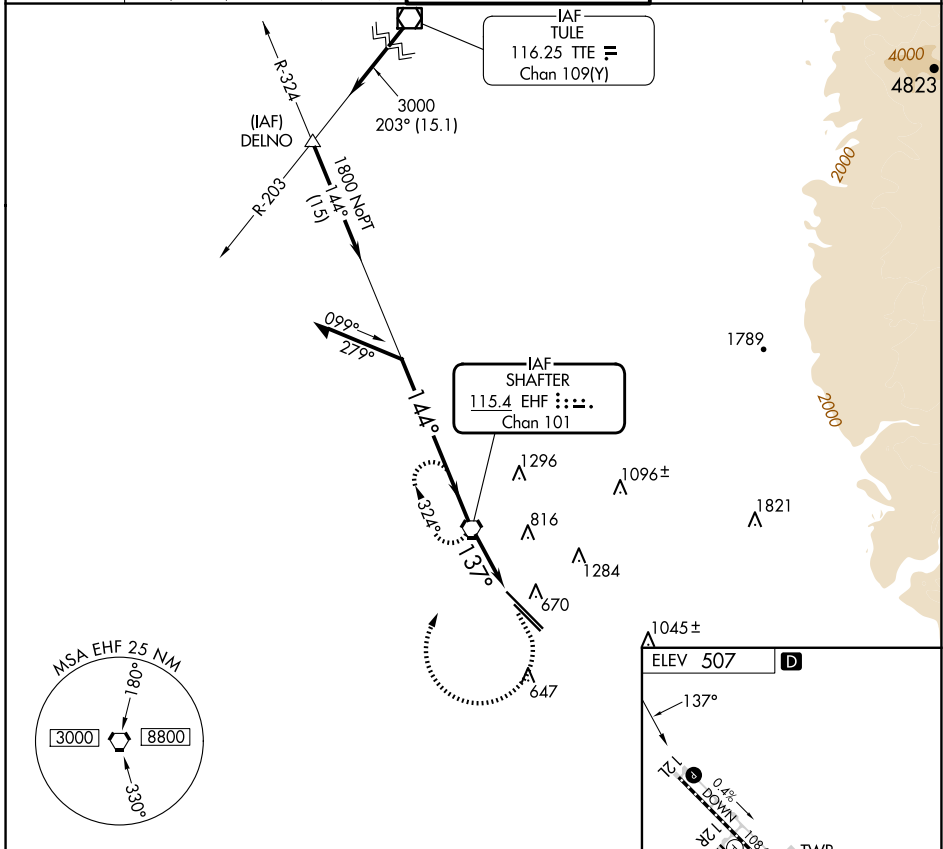 IAF
TULE
116.25 TTE
Chan 109(Y)
4000
4823
R-324
3000
203° (15.1)
(IAF)
DELNO
2000
1800 NoPT
144°
(15)
R-203
099°
279°
1789
IAF
SHAFTER
115.4 EHF
Chan 101
2000
144°
1296
1096±
1821
324°
816
137°
1284
670
1045±
MSA EHF 25 NM
180°
3000
8800
330°
647
ELEV 507
D
137°
12L
P
0.4%
DOWN
12R
TWR